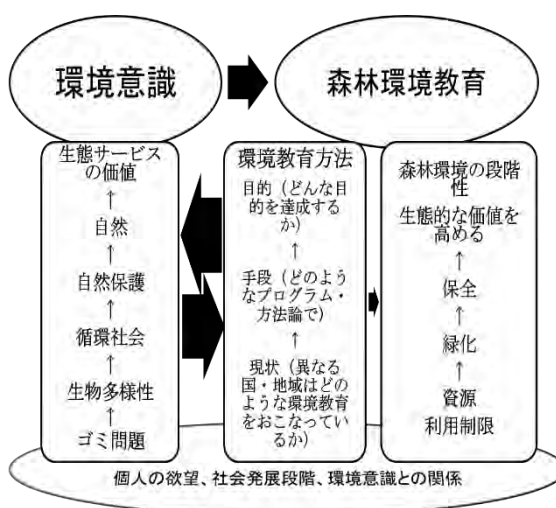 環境意識
森林環境教育
生態サービス
の価値
↑
自然
↑
自然保護
↑
循環社会
↑
生物多様性
↑
ゴミ問題
環境教育方法
目的（どんな目
的を達成する
か）
↑
手段（どのよう
なプログラム・
方法論で）
↑
現状（異なる
国・地域はどの
ような環境教育
をおこなってい
るか）
森林環境の段階
性
生態的な価値を
高める
↑
保全
↑
緑化
↑
資源
利用制限
個人の欲望、社会発展段階、環境意識との関係